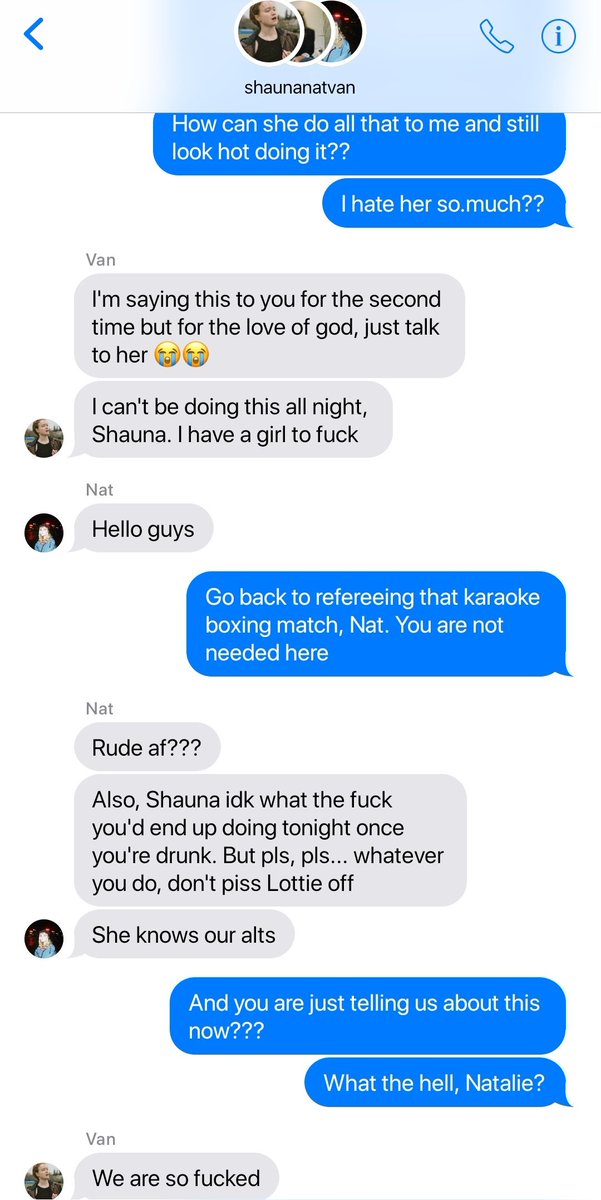 shaunanatvan
How can she do all that to me and still
look hot doing it??
I hate her so.much??
Van
I'm saying this to you for the second
time but for the love of god, just talk
to her 😭😭
I can't be doing this all night,
Shauna. I have a girl to fuck
Nat
Hello guys
Go back to refereeing that karaoke
boxing match, Nat. You are not
needed here
Nat
Rude af???
Also, Shauna idk what the fuck
you'd end up doing tonight once
you're drunk. But pls, pls... whatever
you do, don't piss Lottie off
She knows our alts
And you are just telling us about this
now???
What the hell, Natalie?
Van
We are so fucked